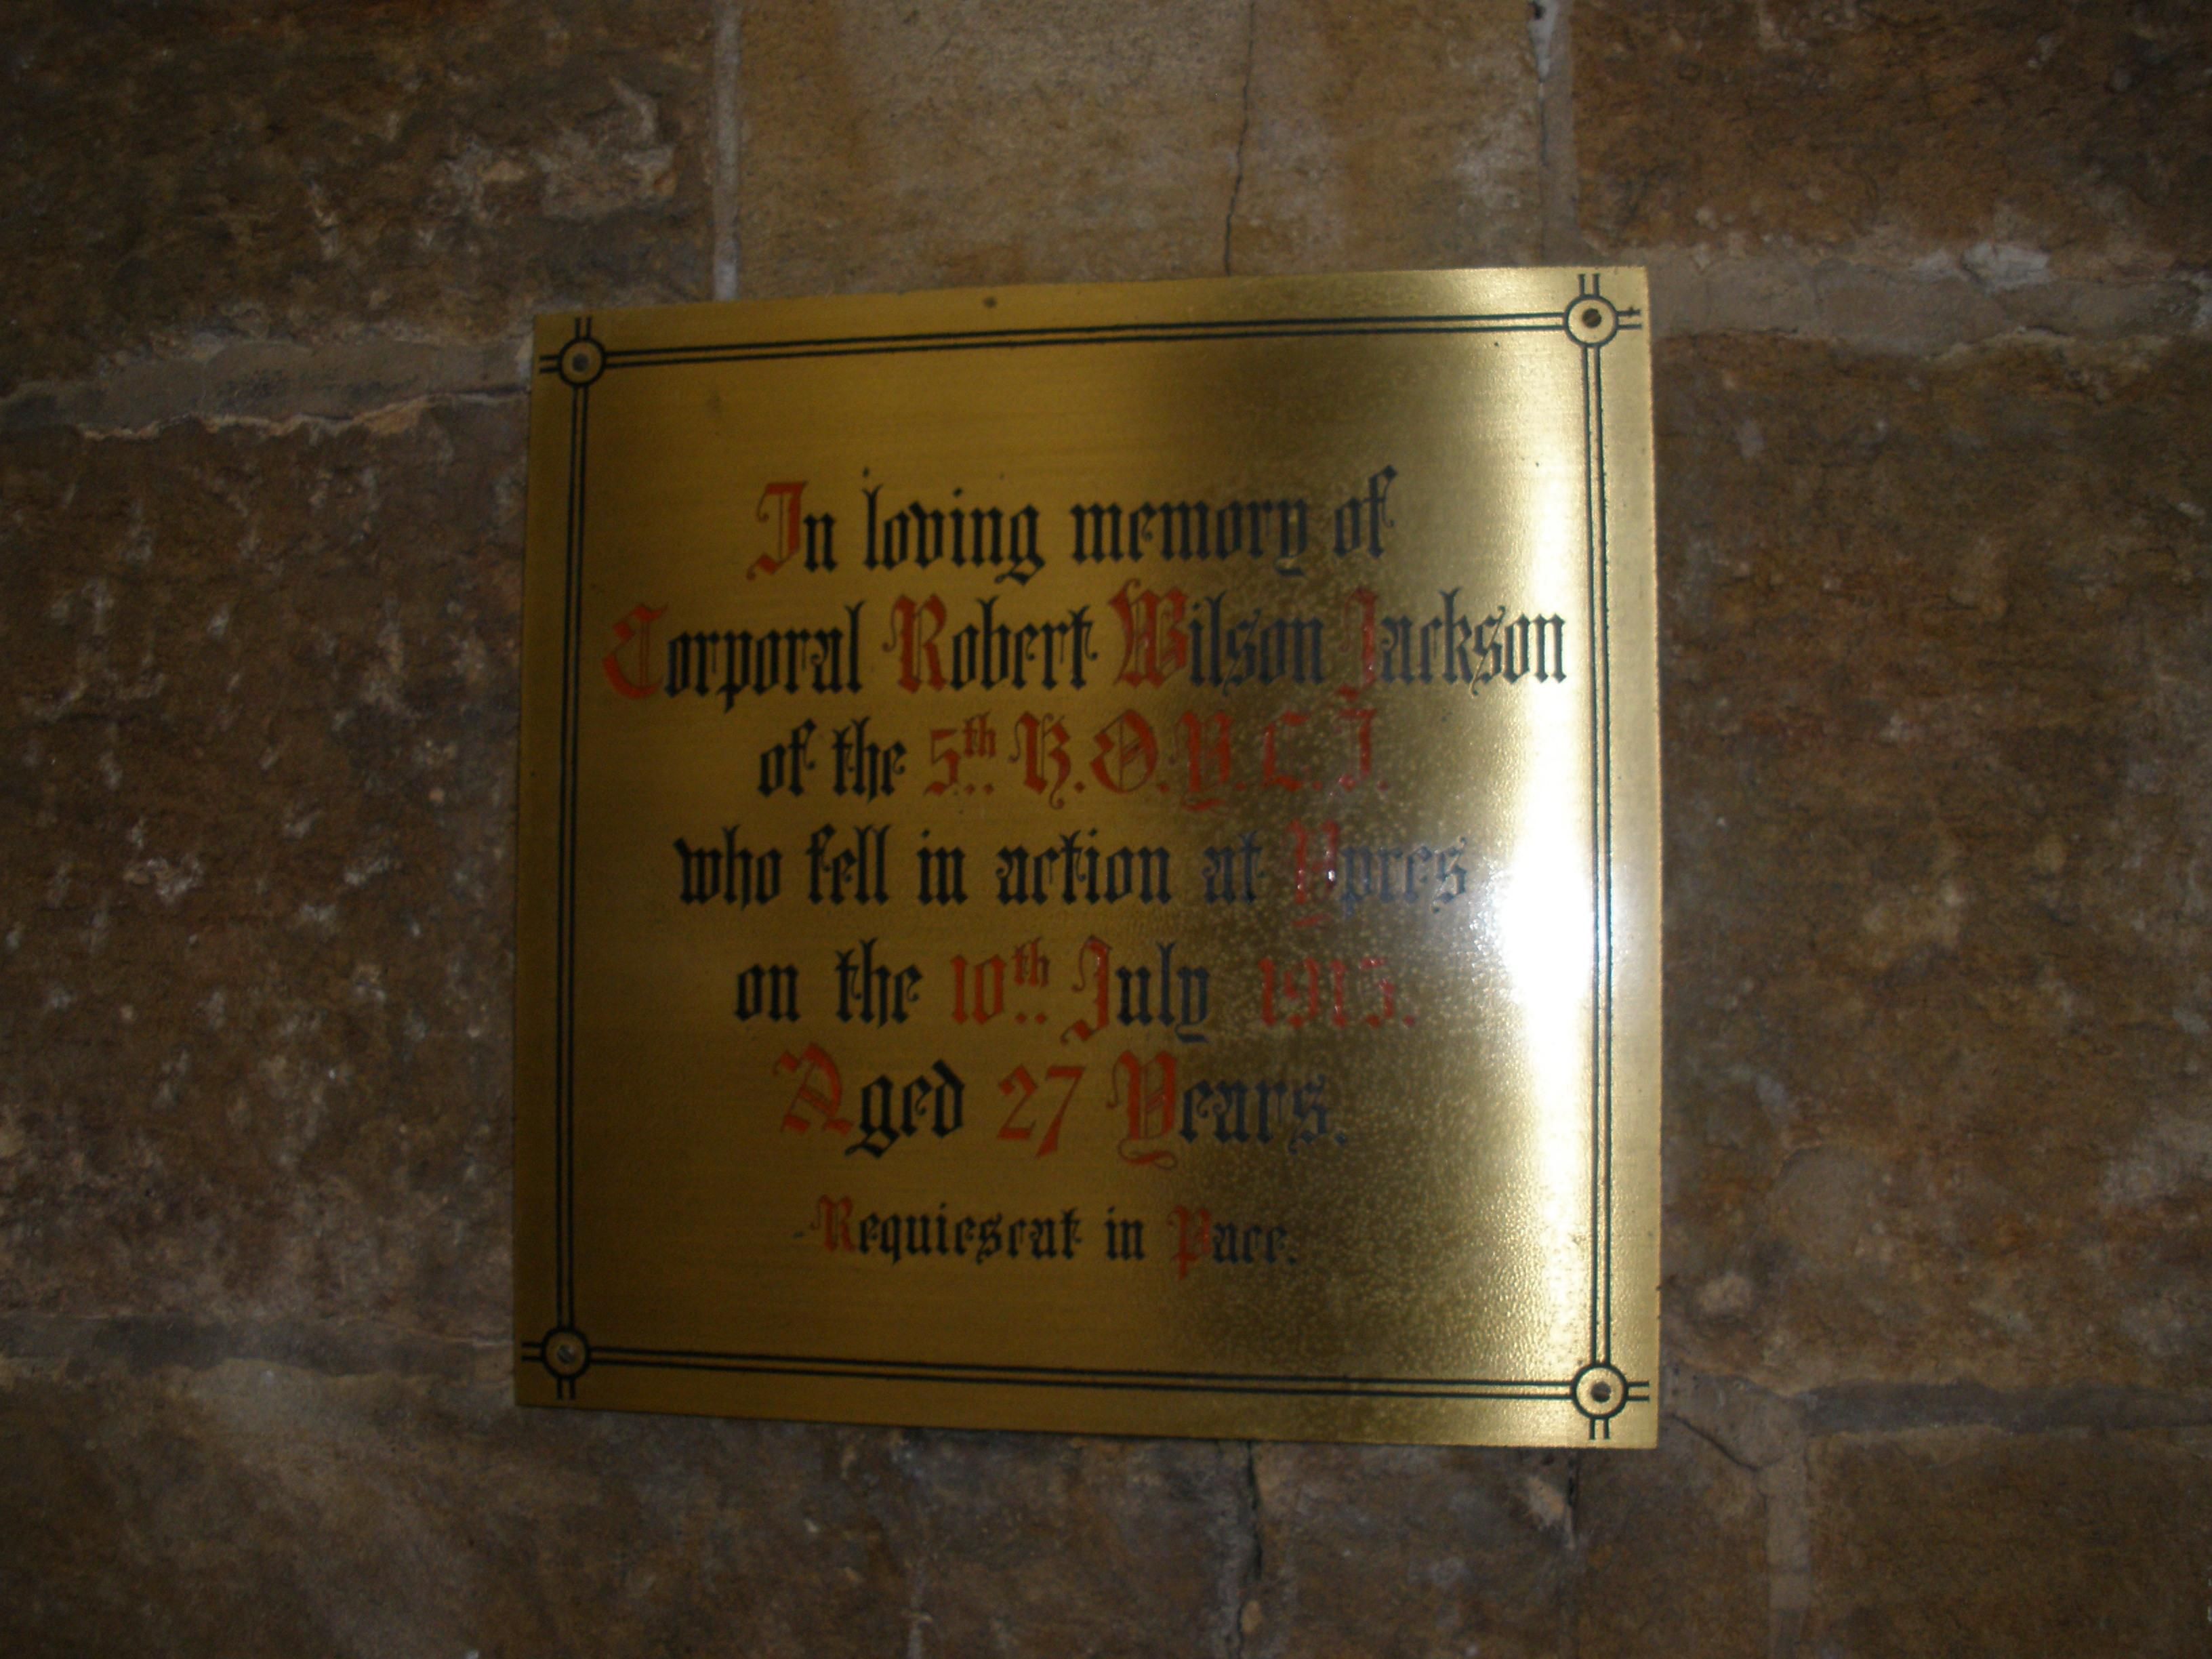 In loving memory of
Corporal Robert Wilson Jackson
of the 5th K.O.Y.L.I.
who fell in action at Ypres
on the 10th July 1915.
Aged 27 Years.
Requiescat in Pace.